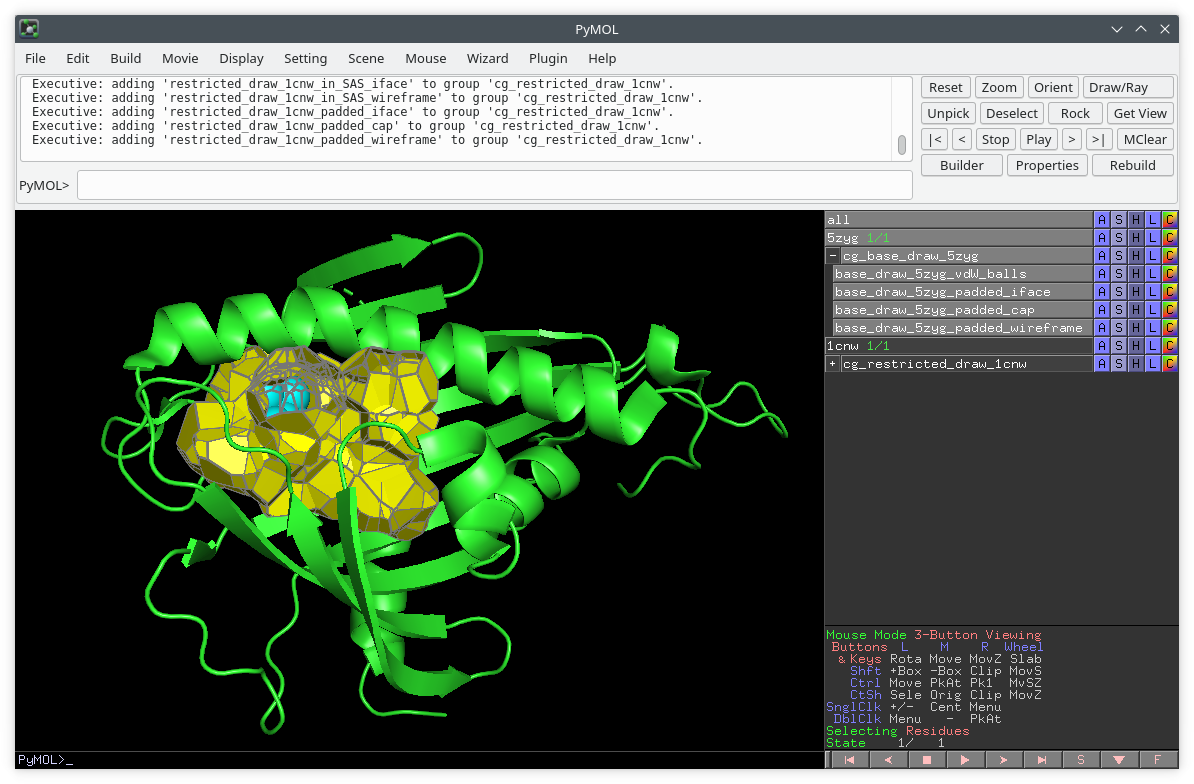 PyMOL
File Edit Build Movie Display Setting Scene Mouse Wizard Plugin Help
Executive: adding 'restricted_draw_1cnw_in_SAS_iface' to group 'cg_restricted_draw_1cnw'.
Executive: adding 'restricted_draw_1cnw_in_SAS_wireframe' to group 'cg_restricted_draw_1cnw'.
Executive: adding 'restricted_draw_1cnw_padded_iface' to group 'cg_restricted_draw_1cnw'.
Executive: adding 'restricted_draw_1cnw_padded_cap' to group 'cg_restricted_draw_1cnw'.
Executive: adding 'restricted_draw_1cnw_padded_wireframe' to group 'cg_restricted_draw_1cnw'.
PyMOL>
Reset Zoom Orient Draw/Ray
Unpick Deselect Rock Get View
|< < Stop Play > >| MClear
Builder Properties Rebuild
all A S H L C
5zyg 1/1 A S H L C
- cg_base_draw_5zyg A S H L C
base_draw_5zyg_vdW_balls A S H L C
base_draw_5zyg_padded_iface A S H L C
base_draw_5zyg_padded_cap A S H L C
base_draw_5zyg_padded_wireframe A S H L C
1cnw 1/1 A S H L C
+ cg_restricted_draw_1cnw A S H L C
Mouse Mode 3-Button Viewing
Buttons L M R Wheel
& Keys Rota Move MovZ Slab
Shft +Box -Box Clip MovS
Ctrl Move PkAt Pk1 MvSZ
CtSh Sele Orig Clip MovZ
SnglClk +/- Cent Menu
DblClk Menu - PkAt
Selecting Residues
State 1/ 1
PyMOL>_
S F